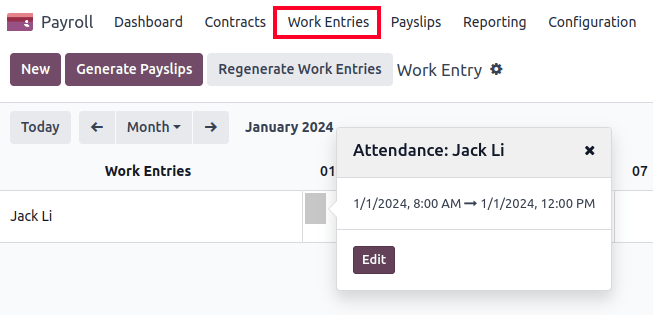 Payroll Dashboard Contracts Work Entries Payslips Reporting Configuration
New Generate Payslips Regenerate Work Entries Work Entry
Today Month January 2024
Work Entries 01 07
Attendance: Jack Li
Jack Li
1/1/2024, 8:00 AM → 1/1/2024, 12:00 PM
Edit